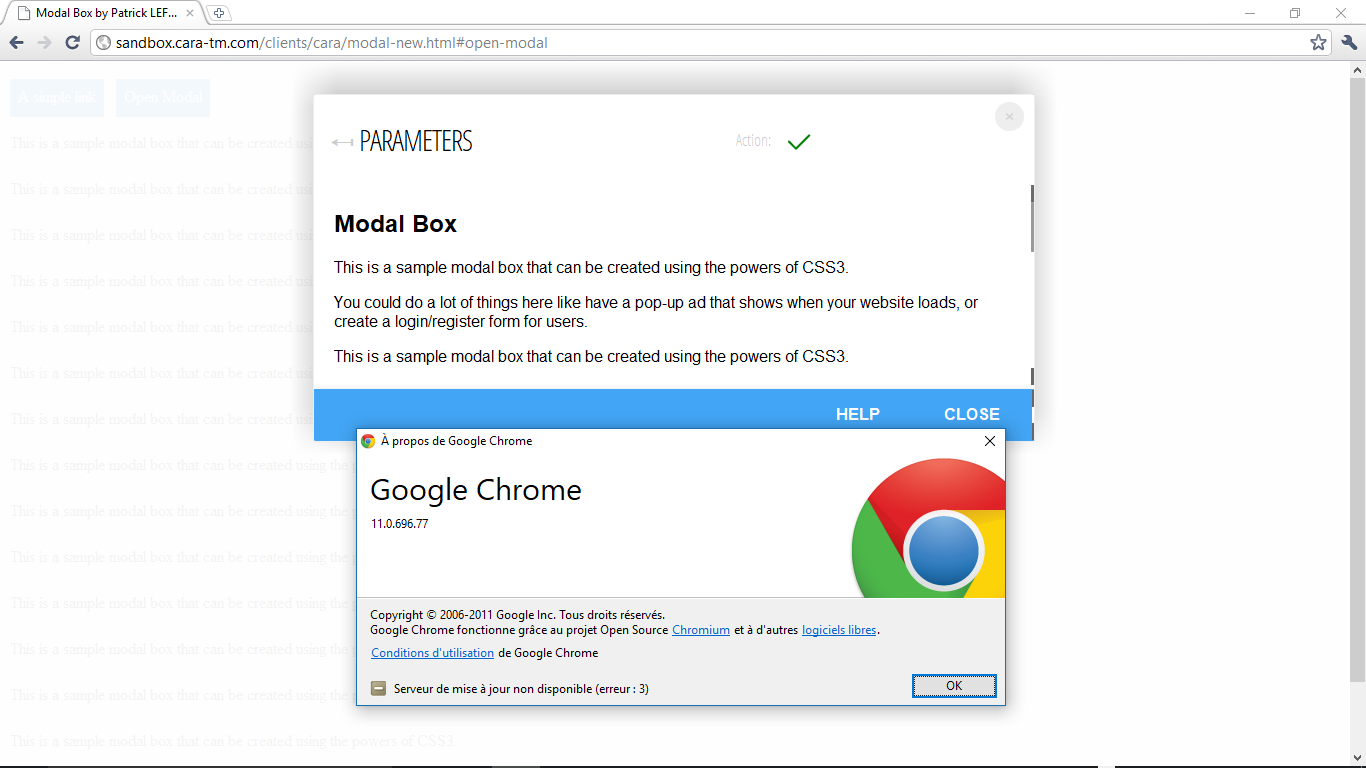 Modal Box by Patrick LEF...
sandbox.cara-tm.com/clients/cara/modal-new.html#open-modal
A simple link
Open Modal
This is a sample modal box that can be created usi
This is a sample modal box that can be created usi
This is a sample modal box that can be created usi
This is a sample modal box that can be created usi
This is a sample modal box that can be created usi
This is a sample modal box that can be created usi
This is a sample modal box that can be created usi
This is a sample modal box that can be created using the
This is a sample modal box that can be created using the
This is a sample modal box that can be created using the
This is a sample modal box that can be created using the
This is a sample modal box that can be created using the
This is a sample modal box that can be created using the
This is a sample modal box that can be created using the powers of CSS3
PARAMETERS
Action:
Modal Box
This is a sample modal box that can be created using the powers of CSS3.
You could do a lot of things here like have a pop-up ad that shows when your website loads, or
create a login/register form for users.
This is a sample modal box that can be created using the powers of CSS3.
HELP
CLOSE
À propos de Google Chrome
Google Chrome
11.0.696.77
Copyright © 2006-2011 Google Inc. Tous droits réservés.
Google Chrome fonctionne grâce au projet Open Source Chromium et à d'autres logiciels libres.
Conditions d'utilisation de Google Chrome
Serveur de mise à jour non disponible (erreur : 3)
OK